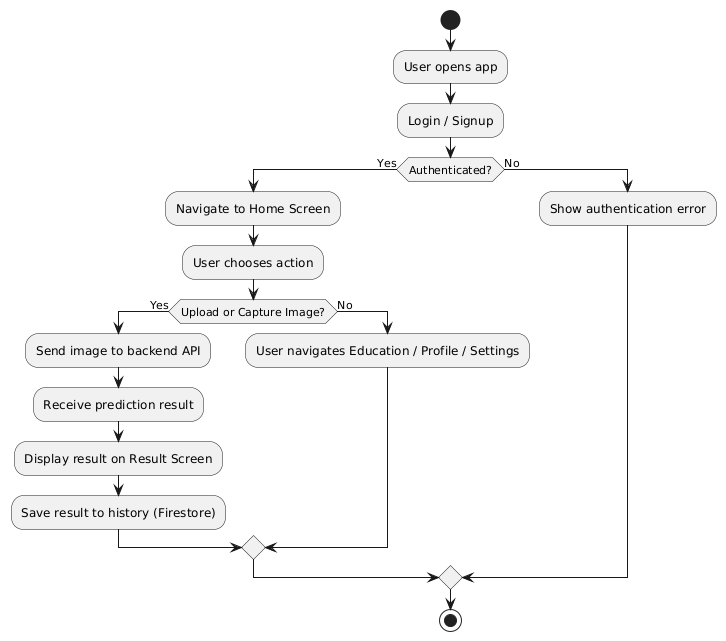 User opens app
Login / Signup
Yes
Authenticated?
No
Navigate to Home Screen
Show authentication error
User chooses action
Yes
Upload or Capture Image?
No
Send image to backend API
User navigates Education / Profile / Settings
Receive prediction result
Display result on Result Screen
Save result to history (Firestore)